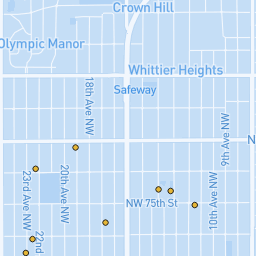 Crown Hill
Olympic Manor
Whittier Heights
Safeway
18th Ave NW
9th Ave NW
N
20th Ave NW
23rd Ave NW
22nd
NW 75th St
10th Ave NW